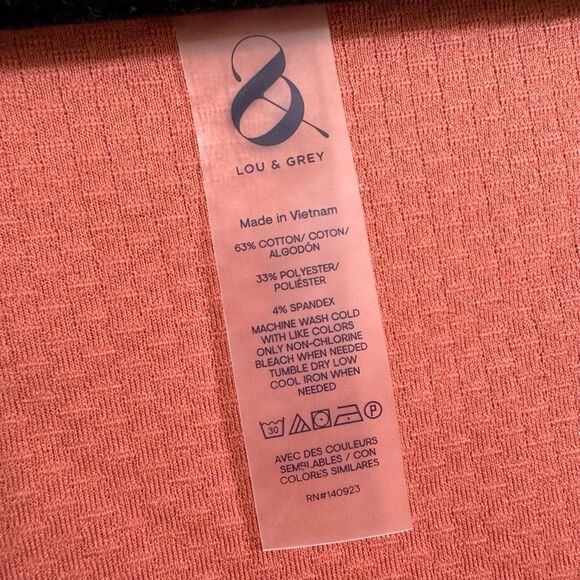 &
LOU & GREY
Made in Vietnam
63% COTTON/ COTON/
ALGODÓN
33% POLYESTER/
POLIÉSTER
4% SPANDEX
MACHINE WASH COLD
WITH LIKE COLORS
ONLY NON-CHLORINE
BLEACH WHEN NEEDED
TUMBLE DRY LOW
COOL IRON WHEN
NEEDED
30 P
AVEC DES COULEURS
SEMBLABLES / CON
COLORES SIMILARES
RN#140923